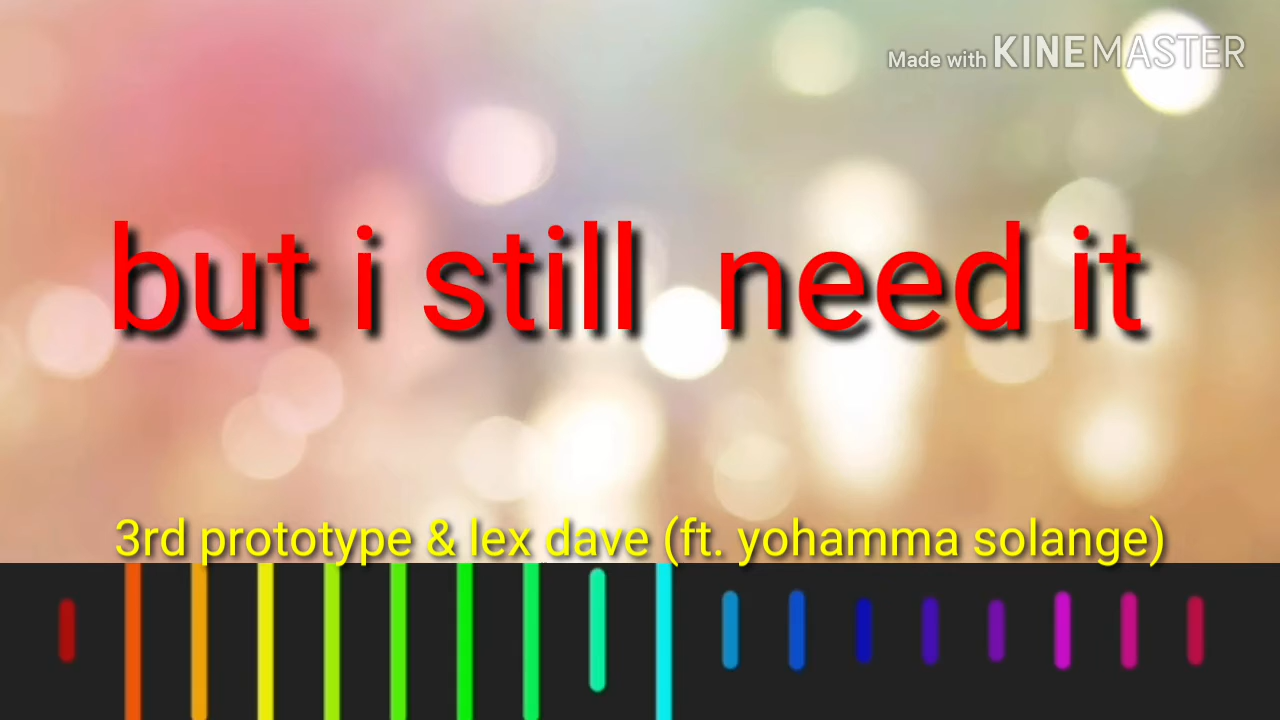 Made with KINEMASTER
but i still need it
3rd prototype & lex dave (ft. yohamma solange)